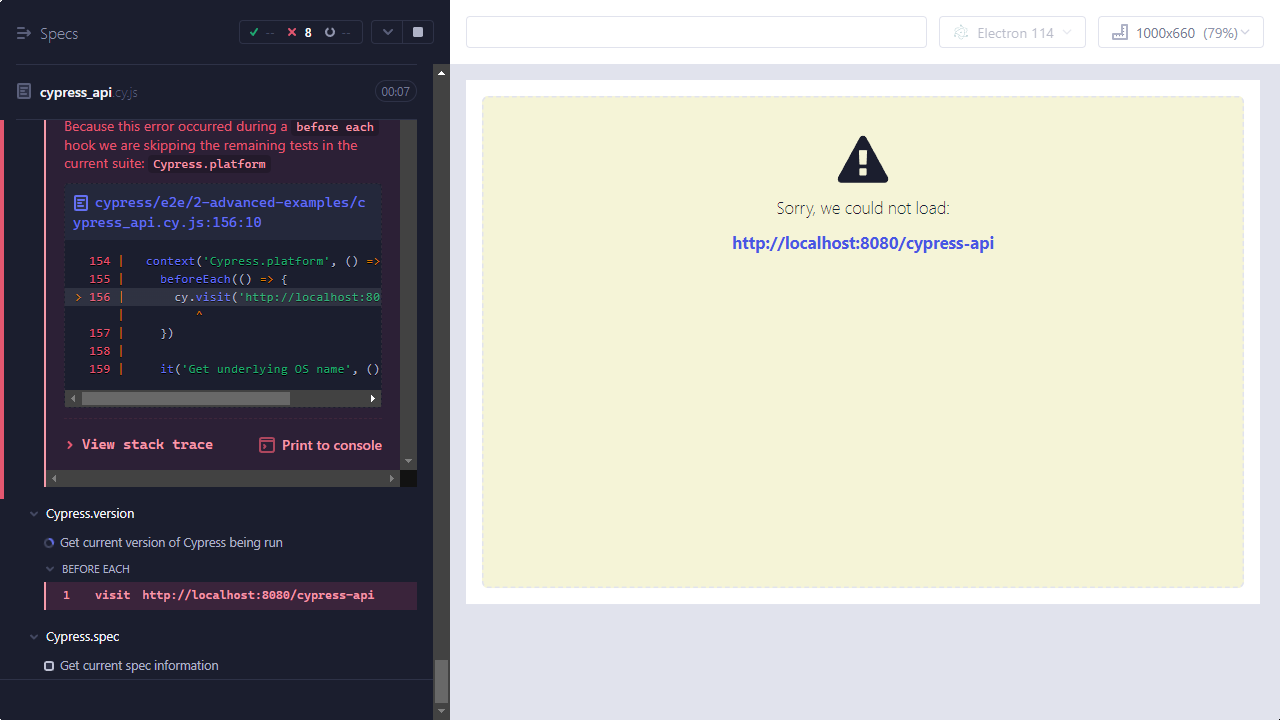 Specs
-- 8 --
Electron 114
1000x660 (79%)
cypress_api.cy.js
00:07
Because this error occurred during a before each
hook we are skipping the remaining tests in the
current suite: Cypress.platform
cypress/e2e/2-advanced-examples/c
ypress_api.cy.js:156:10
154 | context('Cypress.platform', () =>
155 | beforeEach(() => {
> 156 | cy.visit('http://localhost:80
| ^
157 | })
158 |
159 | it('Get underlying OS name', ()
View stack trace
Print to console
Cypress.version
Get current version of Cypress being run
BEFORE EACH
1 visit http://localhost:8080/cypress-api
Cypress.spec
Get current spec information
Sorry, we could not load:
http://localhost:8080/cypress-api